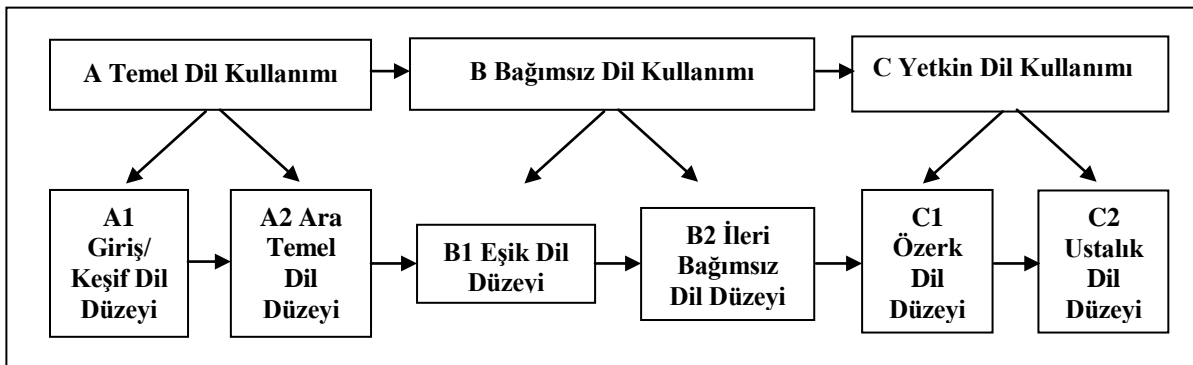 A Temel Dil Kullanımı
B Bağımsız Dil Kullanımı
C Yetkin Dil Kullanımı
A1
Giriş/
Keşif Dil
Düzeyi
A2 Ara
Temel
Dil
Düzeyi
B1 Eşik Dil
Düzeyi
B2 İleri
Bağımsız
Dil Düzeyi
C1
Özerk
Dil
Düzeyi
C2
Ustalık
Dil
Düzeyi